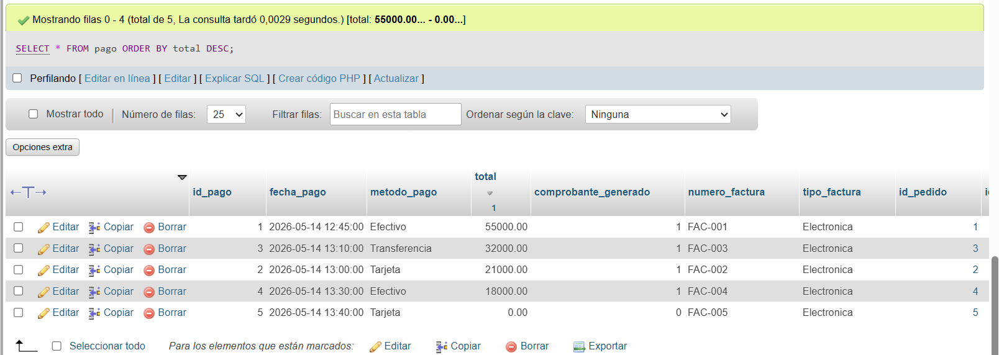 Mostrando filas 0 - 4 (total de 5, La consulta tardó 0,0029 segundos.) [total: 55000.00... - 0.00...]
SELECT * FROM pago ORDER BY total DESC;
Perfilando [ Editar en línea ] [ Editar ] [ Explicar SQL ] [ Crear código PHP ] [ Actualizar ]
Mostrar todo | Número de filas: 25 Filtrar filas: Buscar en esta tabla Ordenar según la clave: Ninguna
Opciones extra
id_pago fecha_pago metodo_pago total 1 comprobante_generado numero_factura tipo_factura id_pedido
Editar Copiar Borrar 1 2026-05-14 12:45:00 Efectivo 55000.00 1 FAC-001 Electronica 1
Editar Copiar Borrar 3 2026-05-14 13:10:00 Transferencia 32000.00 1 FAC-003 Electronica 3
Editar Copiar Borrar 2 2026-05-14 13:00:00 Tarjeta 21000.00 1 FAC-002 Electronica 2
Editar Copiar Borrar 4 2026-05-14 13:30:00 Efectivo 18000.00 1 FAC-004 Electronica 4
Editar Copiar Borrar 5 2026-05-14 13:40:00 Tarjeta 0.00 0 FAC-005 Electronica 5
Seleccionar todo Para los elementos que están marcados: Editar Copiar Borrar Exportar